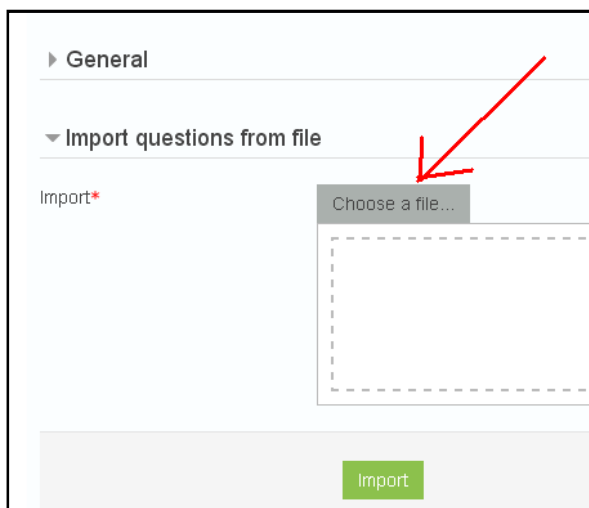 General
Import questions from file
Import*
Choose a file...
Import